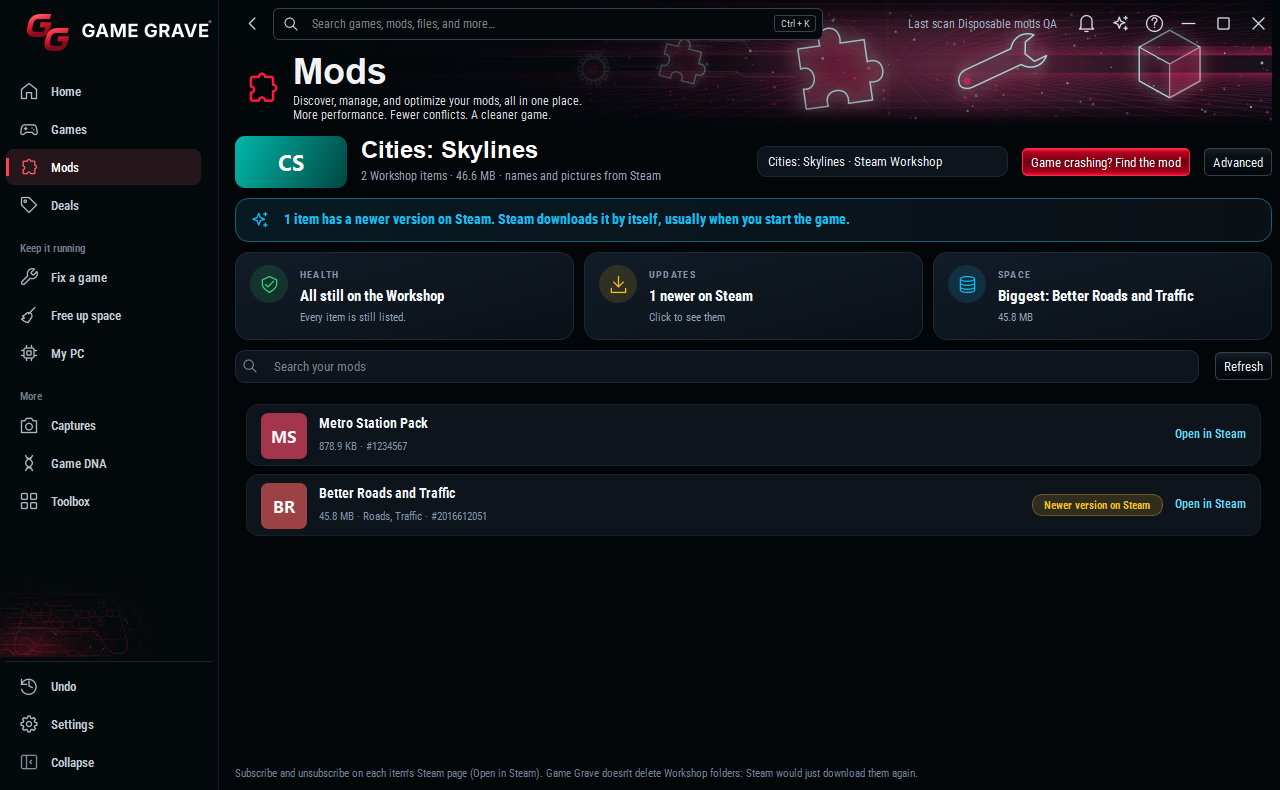 GAME GRAVE
Search games, mods, files, and more...
Ctrl + K
Last scan Disposable mods QA
Home
Games
Mods
Deals
Keep it running
Fix a game
Free up space
My PC
More
Captures
Game DNA
Toolbox
Undo
Settings
Collapse
Mods
Discover, manage, and optimize your mods, all in one place.
More performance. Fewer conflicts. A cleaner game.
CS
Cities: Skylines
2 Workshop items · 46.6 MB · names and pictures from Steam
Cities: Skylines · Steam Workshop
Game crashing? Find the mod
Advanced
1 item has a newer version on Steam. Steam downloads it by itself, usually when you start the game.
HEALTH
All still on the Workshop
Every item is still listed.
UPDATES
1 newer on Steam
Click to see them
SPACE
Biggest: Better Roads and Traffic
45.8 MB
Search your mods
Refresh
MS
Metro Station Pack
878.9 KB · #1234567
Open in Steam
BR
Better Roads and Traffic
45.8 MB · Roads, Traffic · #2016612051
Newer version on Steam
Open in Steam
Subscribe and unsubscribe on each item's Steam page (Open in Steam). Game Grave doesn't delete Workshop folders: Steam would just download them again.